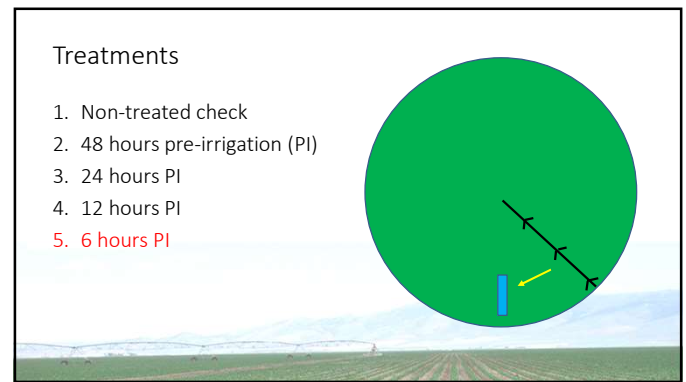 Treatments
1. Non-treated check
2. 48 hours pre-irrigation (PI)
3. 24 hours PI
4. 12 hours PI
5. 6 hours PI